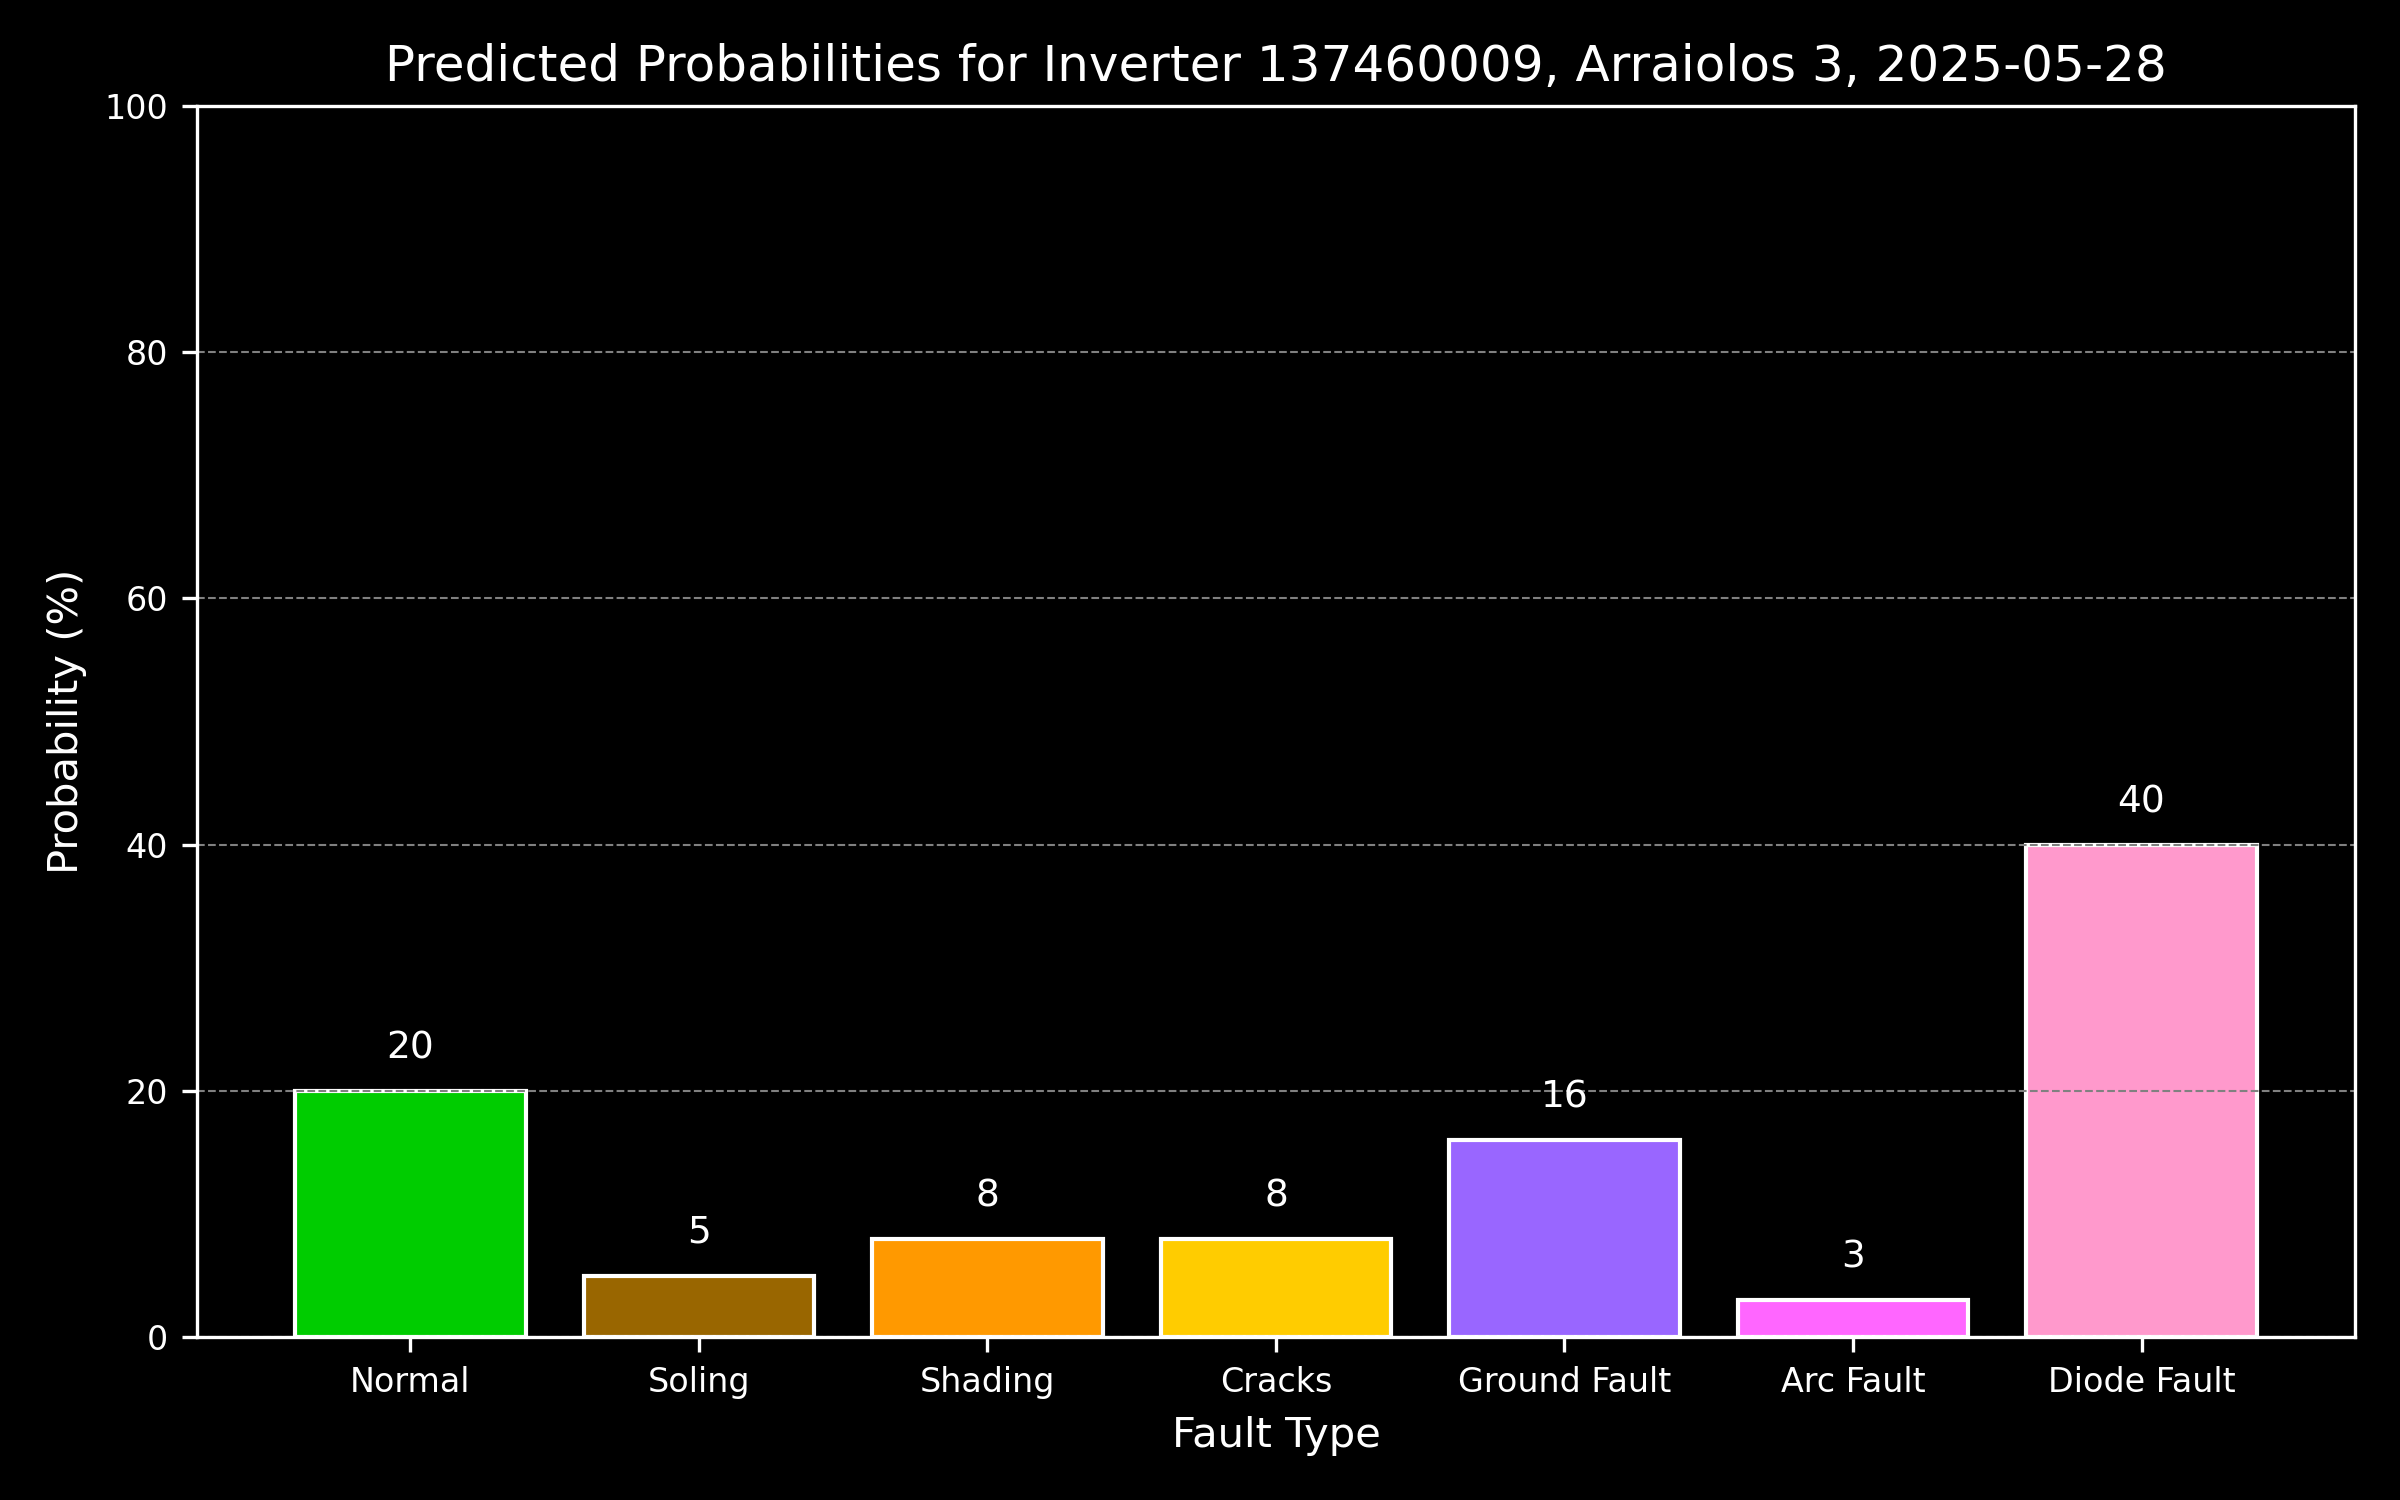 Predicted Probabilities for Inverter 137460009, Arraiolos 3, 2025-05-28
100
80
60
40
20
0
Probability (%)
20
5
8
8
16
3
40
Normal
Soling
Shading
Cracks
Ground Fault
Arc Fault
Diode Fault
Fault Type